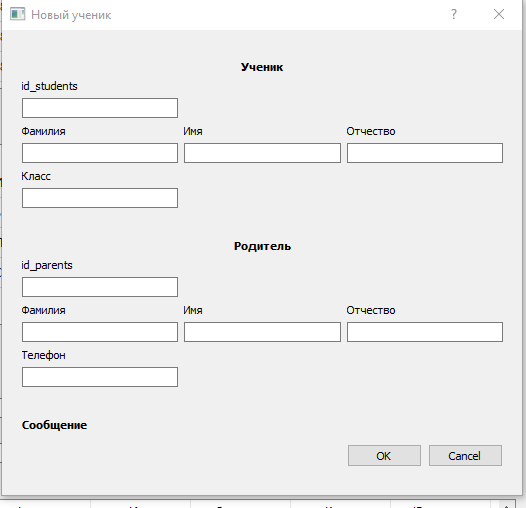 Новый ученик ?
Ученик
id_students
Фамилия Имя Отчество
Класс
Родитель
id_parents
Фамилия Имя Отчество
Телефон
Сообщение
OK Cancel